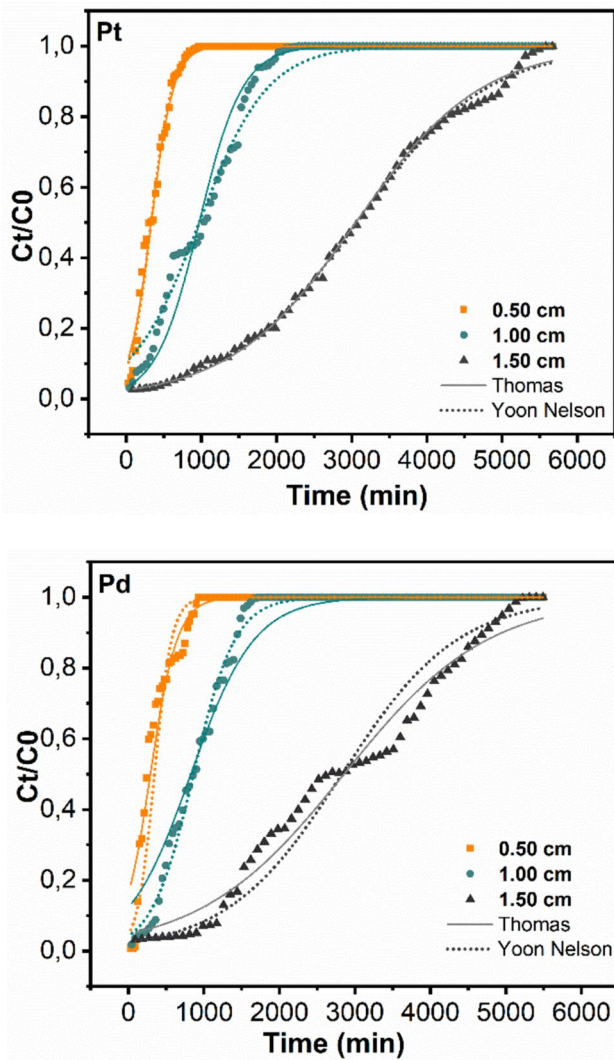 Pt
1,0
0,8
0,6
0,4
0,2
0,0
Ct/C0
0.50 cm
1.00 cm
1.50 cm
Thomas
Yoon Nelson
0 1000 2000 3000 4000 5000 6000
Time (min)
Pd
1,0
0,8
0,6
0,4
0,2
0,0
Ct/C0
0.50 cm
1.00 cm
1.50 cm
Thomas
Yoon Nelson
0 1000 2000 3000 4000 5000 6000
Time (min)